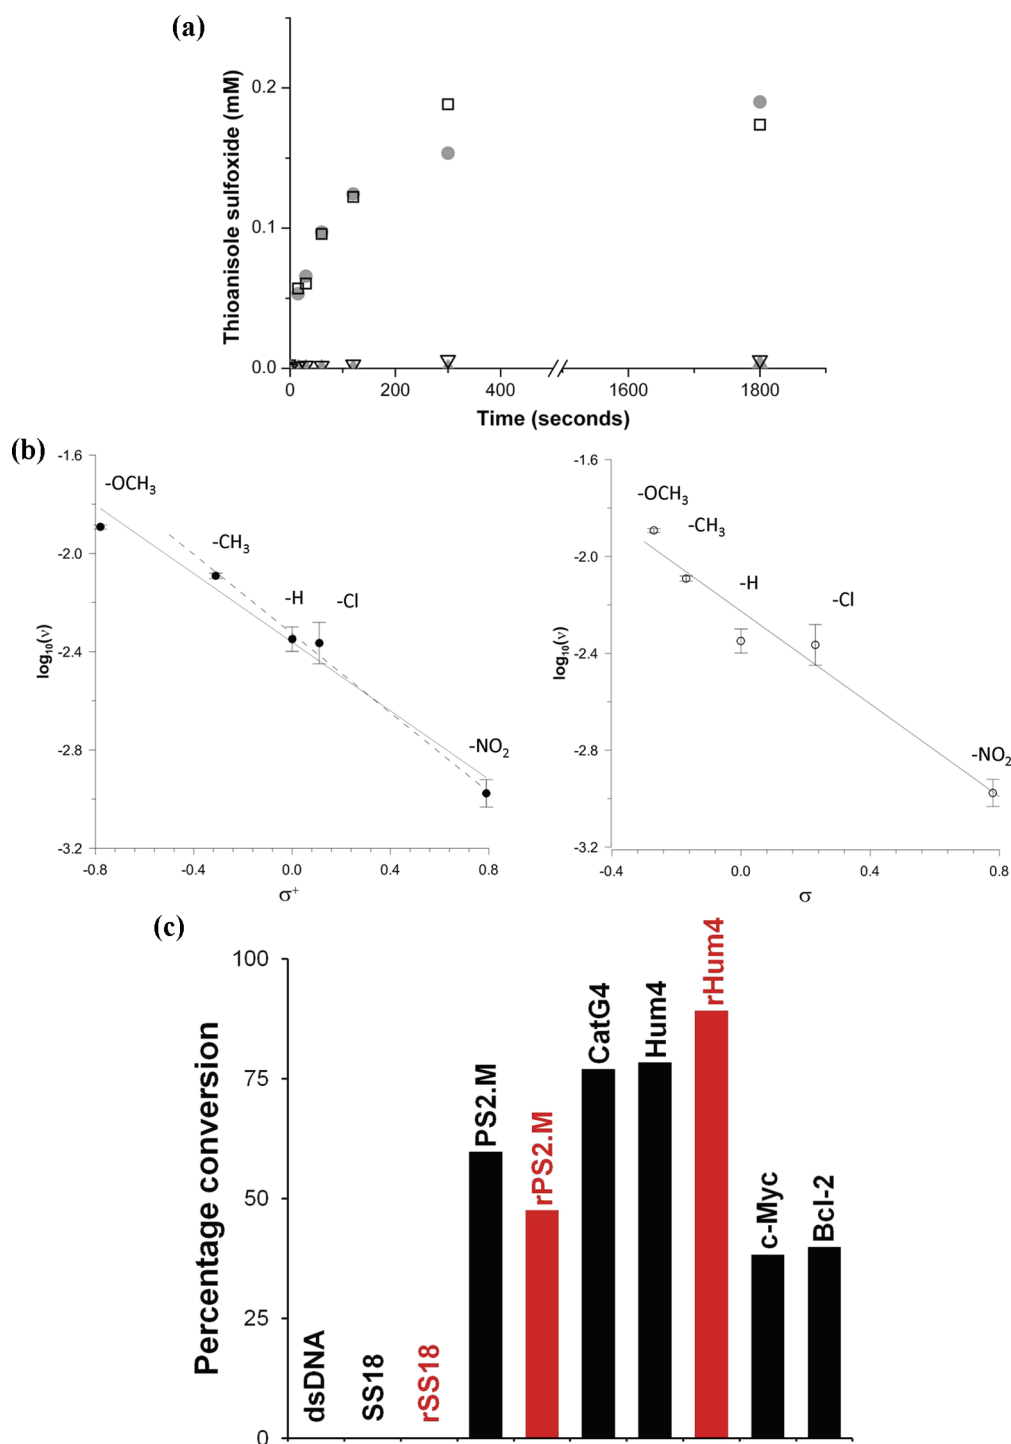 (a)
Thioanisole sulfoxide (mM)
0.2
0.1
0.0
0 200 400 1600 1800
Time (seconds)
(b)
-1.6
-2.0
-2.4
-2.8
-3.2
log₁₀(ν)
-OCH₃
-CH₃
-H
-Cl
-NO₂
-0.8 -0.4 0.0 0.4 0.8
σ⁺
-1.6
-2.0
-2.4
-2.8
-3.2
log₁₀(ν)
-OCH₃
-CH₃
-H
-Cl
-NO₂
-0.4 0.0 0.4 0.8
σ
(c)
Percentage conversion
100
75
50
25
0
dsDNA
SS18
rSS18
PS2.M
rPS2.M
CatG4
Hum4
rHum4
c-Myc
Bcl-2